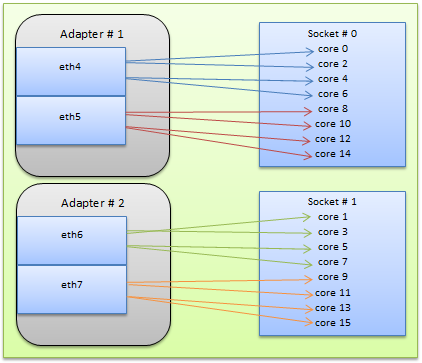 Adapter # 1
eth4
eth5
Socket # 0
core 0
core 2
core 4
core 6
core 8
core 10
core 12
core 14
Adapter # 2
eth6
eth7
Socket # 1
core 1
core 3
core 5
core 7
core 9
core 11
core 13
core 15